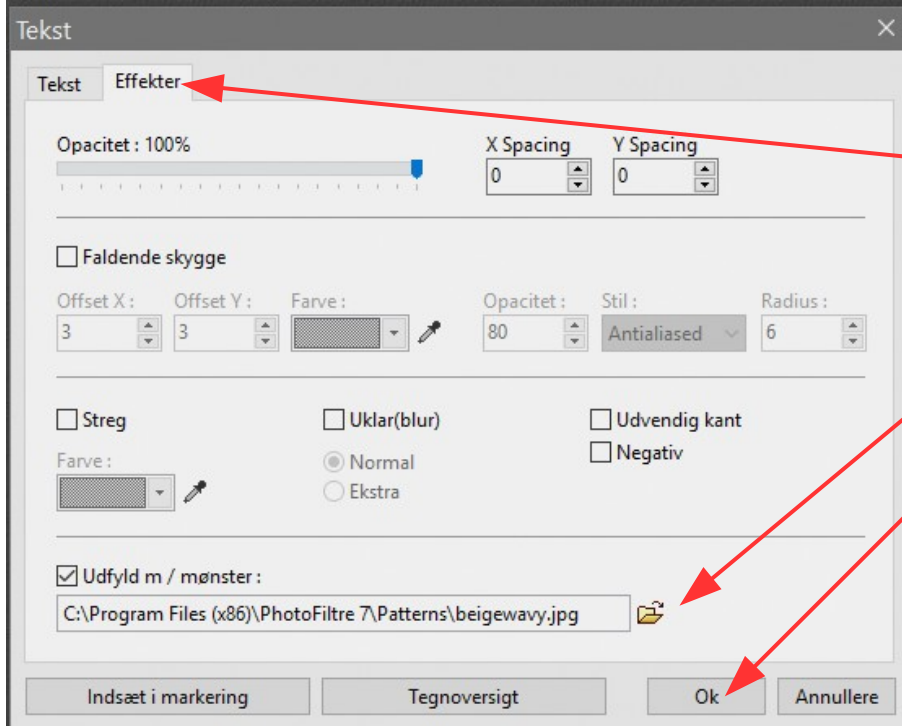 Tekst
Tekst Effekter
Opacitet : 100% X Spacing Y Spacing
0 0
Faldende skygge
Offset X : Offset Y : Farve : Opacitet : Stil : Radius :
3 3 80 Antialiased 6
Streg Uklar(blur) Udvendig kant
Farve : Normal Negativ
Ekstra
Udfyld m / mønster :
C:\Program Files (x86)\PhotoFiltre 7\Patterns\beigewavy.jpg
Indsæt i markering Tegnoversigt Ok Annullere